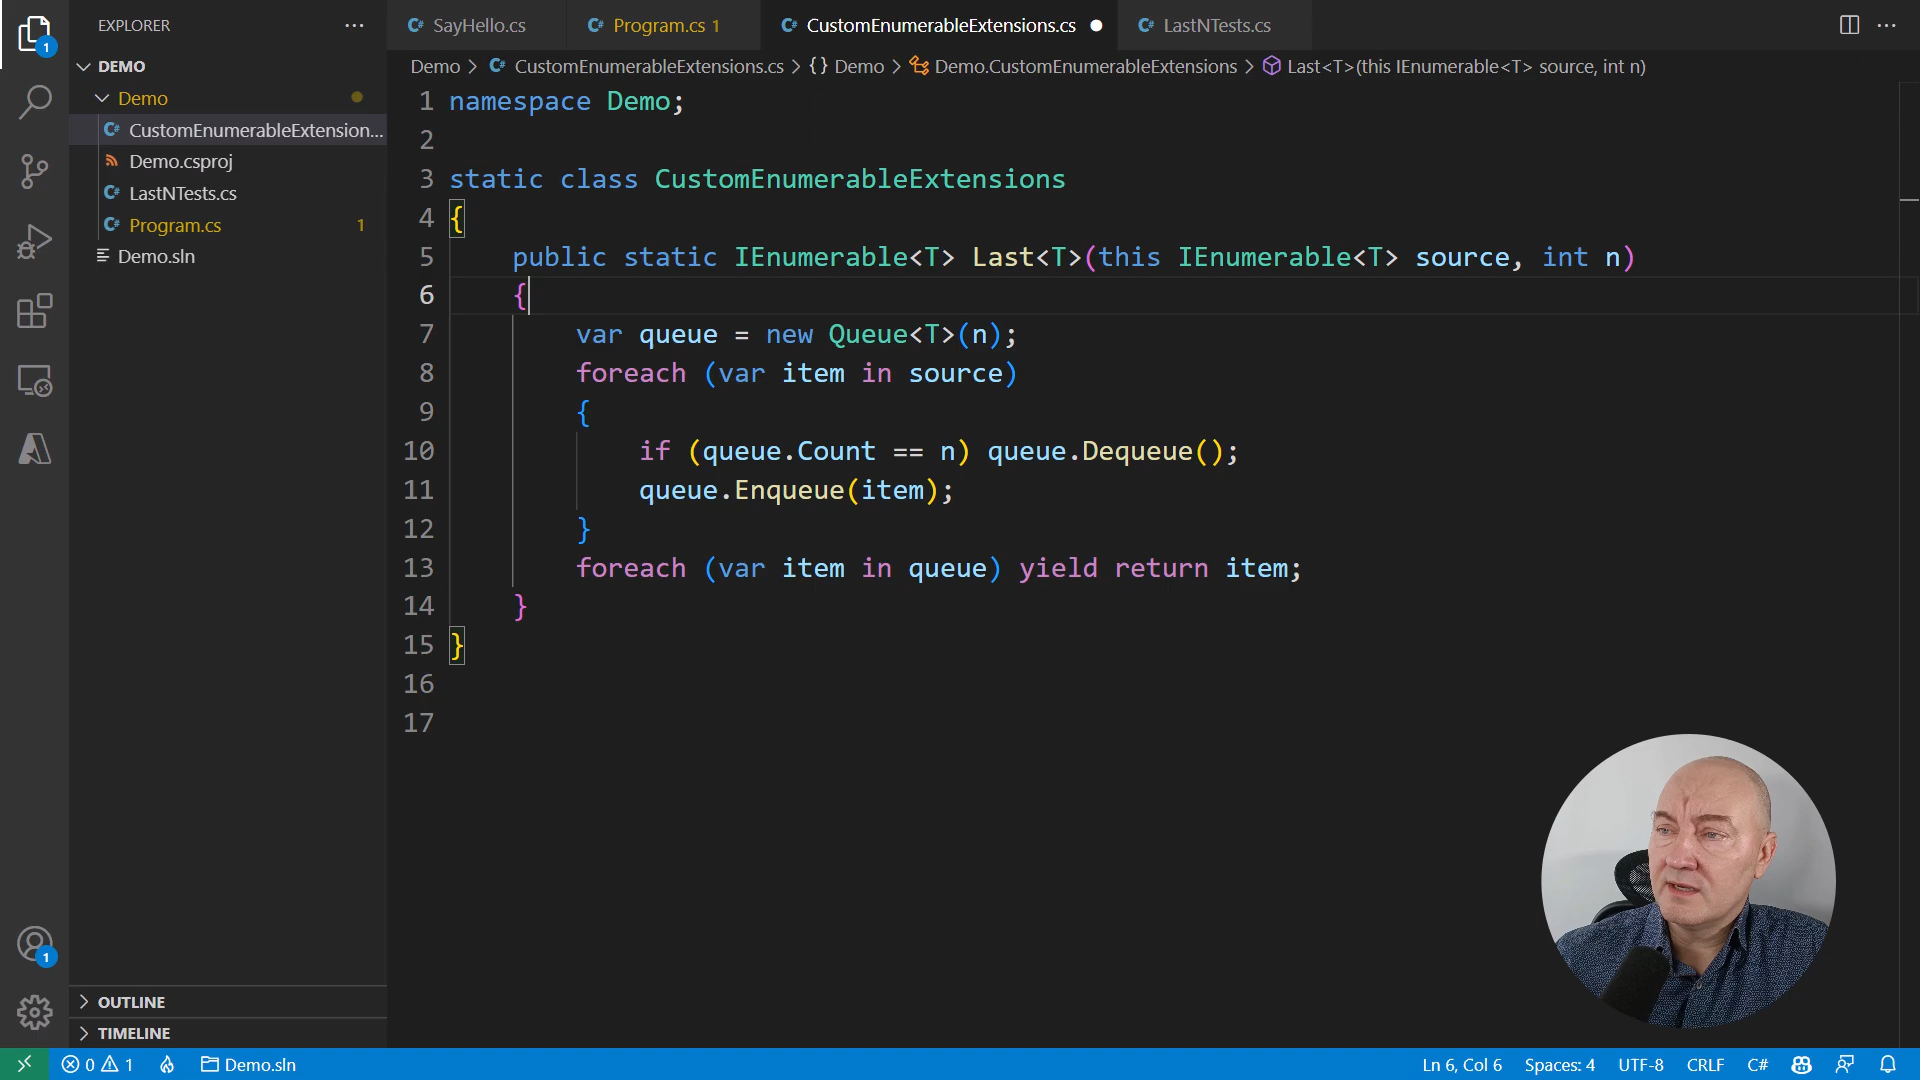 EXPLORER
DEMO
Demo
CustomEnumerableExtension...
Demo.csproj
LastNTests.cs
Program.cs 1
Demo.sln
OUTLINE
TIMELINE
SayHello.cs
Program.cs 1
CustomEnumerableExtensions.cs
LastNTests.cs
Demo > CustomEnumerableExtensions.cs > {} Demo > Demo.CustomEnumerableExtensions > Last<T>(this IEnumerable<T> source, int n)
1 namespace Demo;
2
3 static class CustomEnumerableExtensions
4 {
5 public static IEnumerable<T> Last<T>(this IEnumerable<T> source, int n)
6 {
7 var queue = new Queue<T>(n);
8 foreach (var item in source)
9 {
10 if (queue.Count == n) queue.Dequeue();
11 queue.Enqueue(item);
12 }
13 foreach (var item in queue) yield return item;
14 }
15 }
16
17
1
1
0 1 Demo.sln
Ln 6, Col 6 Spaces: 4 UTF-8 CRLF C#